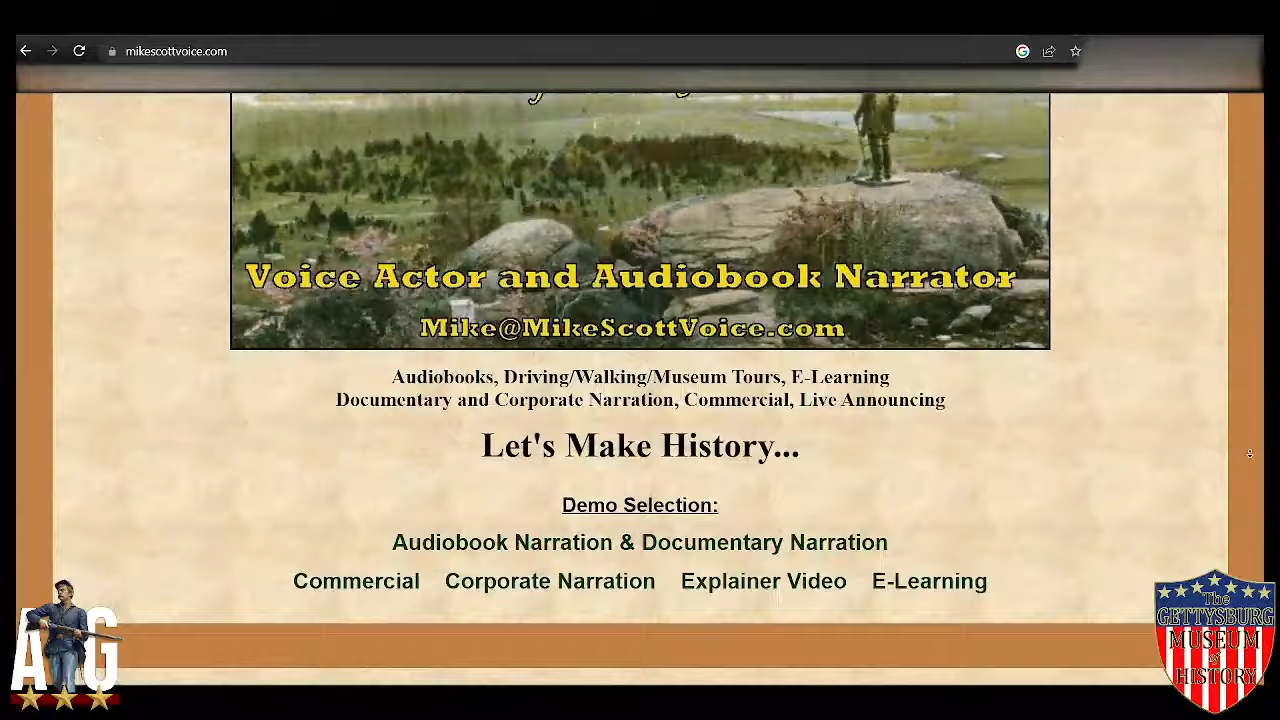 mikescottvoice.com
Voice Actor and Audiobook Narrator
Mike@MikeScottVoice.com
Audiobooks, Driving/Walking/Museum Tours, E-Learning
Documentary and Corporate Narration, Commercial, Live Announcing
Let's Make History...
Demo Selection:
Audiobook Narration & Documentary Narration
Commercial Corporate Narration Explainer Video E-Learning
AG
The
GETTYSBURG
MUSEUM
of
HISTORY